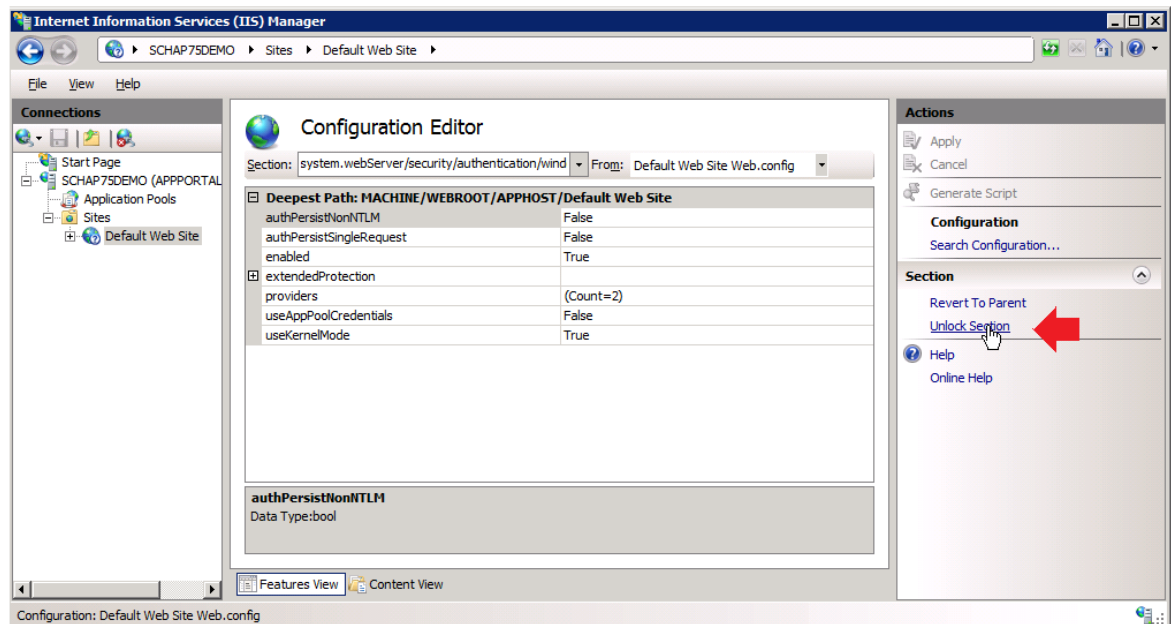 Internet Information Services (IIS) Manager
SCHAP75DEMO Sites Default Web Site
File View Help
Connections
Start Page
SCHAP75DEMO (APPPORTAL
Application Pools
Sites
Default Web Site
Configuration Editor
Section: system.webServer/security/authentication/wind From: Default Web Site Web.config
Deepest Path: MACHINE/WEBROOT/APPHOST/Default Web Site
authPersistNonNTLM False
authPersistSingleRequest False
enabled True
extendedProtection
providers (Count=2)
useAppPoolCredentials False
useKernelMode True
authPersistNonNTLM
Data Type:bool
Features View Content View
Actions
Apply
Cancel
Generate Script
Configuration
Search Configuration...
Section
Revert To Parent
Unlock Section
Help
Online Help
Configuration: Default Web Site Web.config